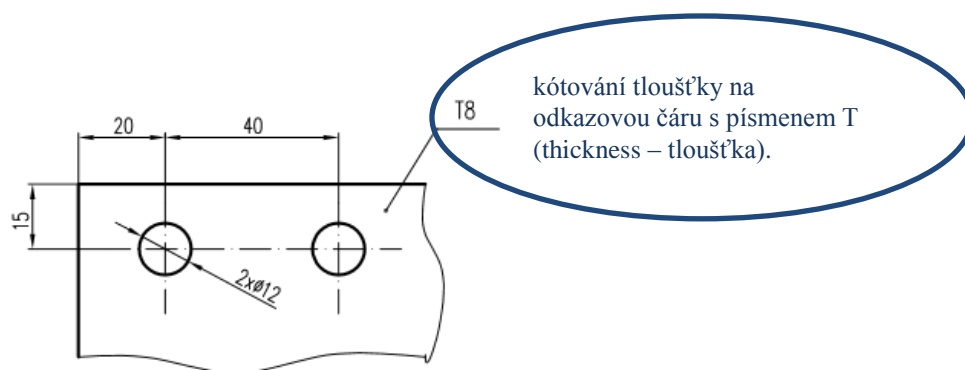 kótování tloušťky na
odkazovou čáru s písmenem T
(thickness – tloušťka).
T8
20
40
15
2xø12